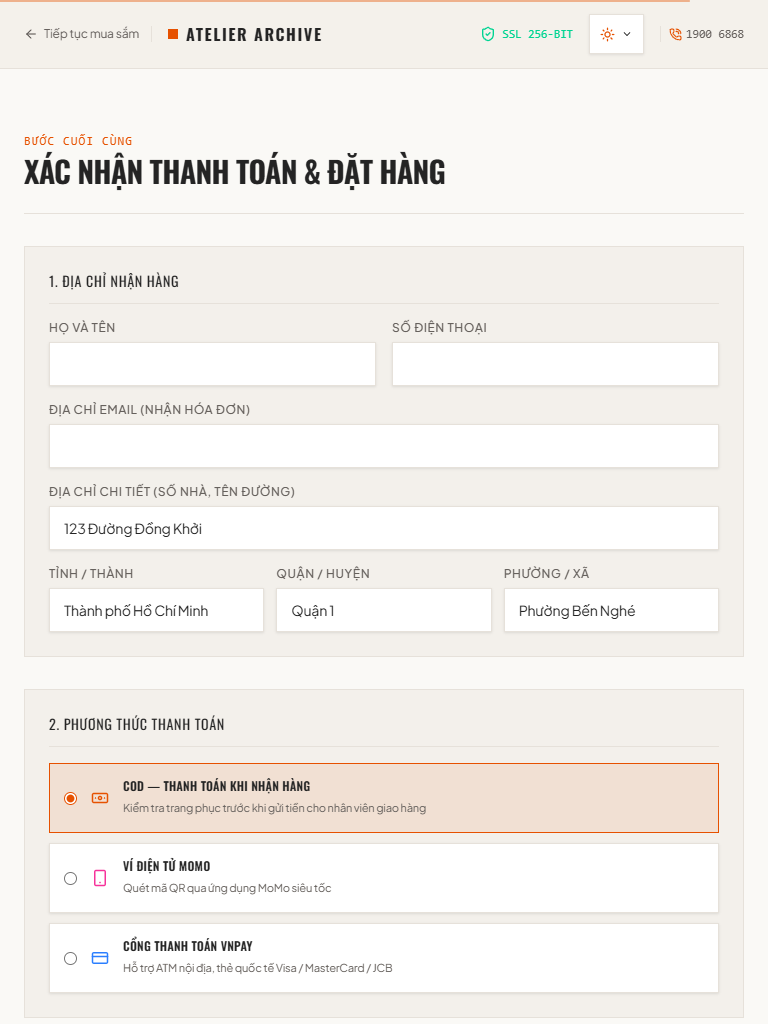 Tiếp tục mua sắm
ATELIER ARCHIVE
SSL 256-BIT
1900 6868
BƯỚC CUỐI CÙNG
XÁC NHẬN THANH TOÁN & ĐẶT HÀNG
1. ĐỊA CHỈ NHẬN HÀNG
HỌ VÀ TÊN
SỐ ĐIỆN THOẠI
ĐỊA CHỈ EMAIL (NHẬN HÓA ĐƠN)
ĐỊA CHỈ CHI TIẾT (SỐ NHÀ, TÊN ĐƯỜNG)
123 Đường Đồng Khởi
TỈNH / THÀNH
QUẬN / HUYỆN
PHƯỜNG / XÃ
Thành phố Hồ Chí Minh
Quận 1
Phường Bến Nghé
2. PHƯƠNG THỨC THANH TOÁN
COD — THANH TOÁN KHI NHẬN HÀNG
Kiểm tra trang phục trước khi gửi tiền cho nhân viên giao hàng
VÍ ĐIỆN TỬ MOMO
Quét mã QR qua ứng dụng MoMo siêu tốc
CỔNG THANH TOÁN VNPAY
Hỗ trợ ATM nội địa, thẻ quốc tế Visa / MasterCard / JCB